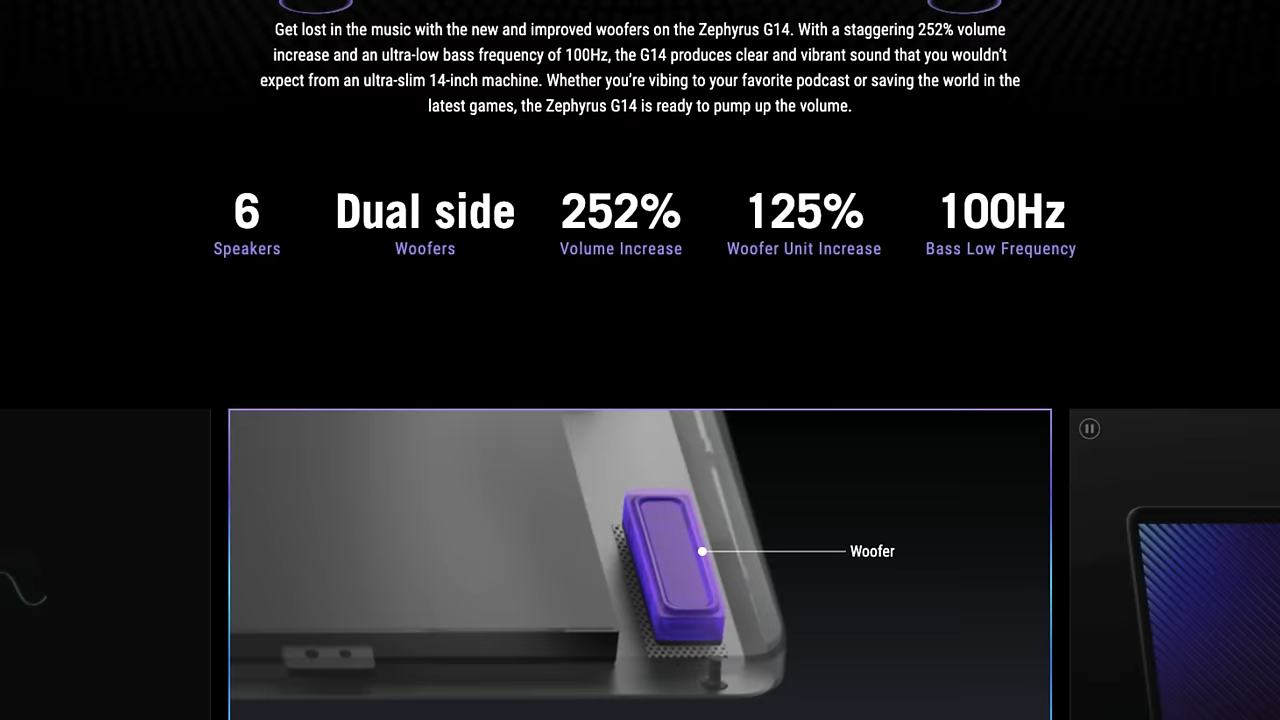 Get lost in the music with the new and improved woofers on the Zephyrus G14. With a staggering 252% volume
increase and an ultra-low bass frequency of 100Hz, the G14 produces clear and vibrant sound that you wouldn’t
expect from an ultra-slim 14-inch machine. Whether you’re vibing to your favorite podcast or saving the world in the
latest games, the Zephyrus G14 is ready to pump up the volume.
6 Dual side 252% 125% 100Hz
Speakers Woofers Volume Increase Woofer Unit Increase Bass Low Frequency
Woofer